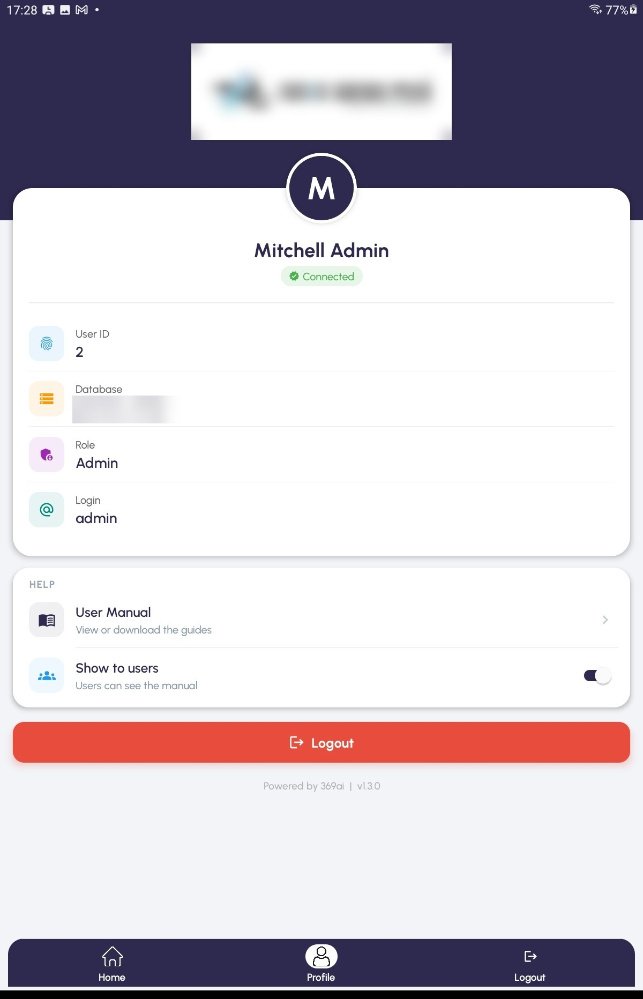 17:28
77%
M
Mitchell Admin
Connected
User ID
2
Database
Role
Admin
Login
admin
HELP
User Manual
View or download the guides
Show to users
Users can see the manual
Logout
Powered by 369ai | v1.3.0
Home Profile Logout